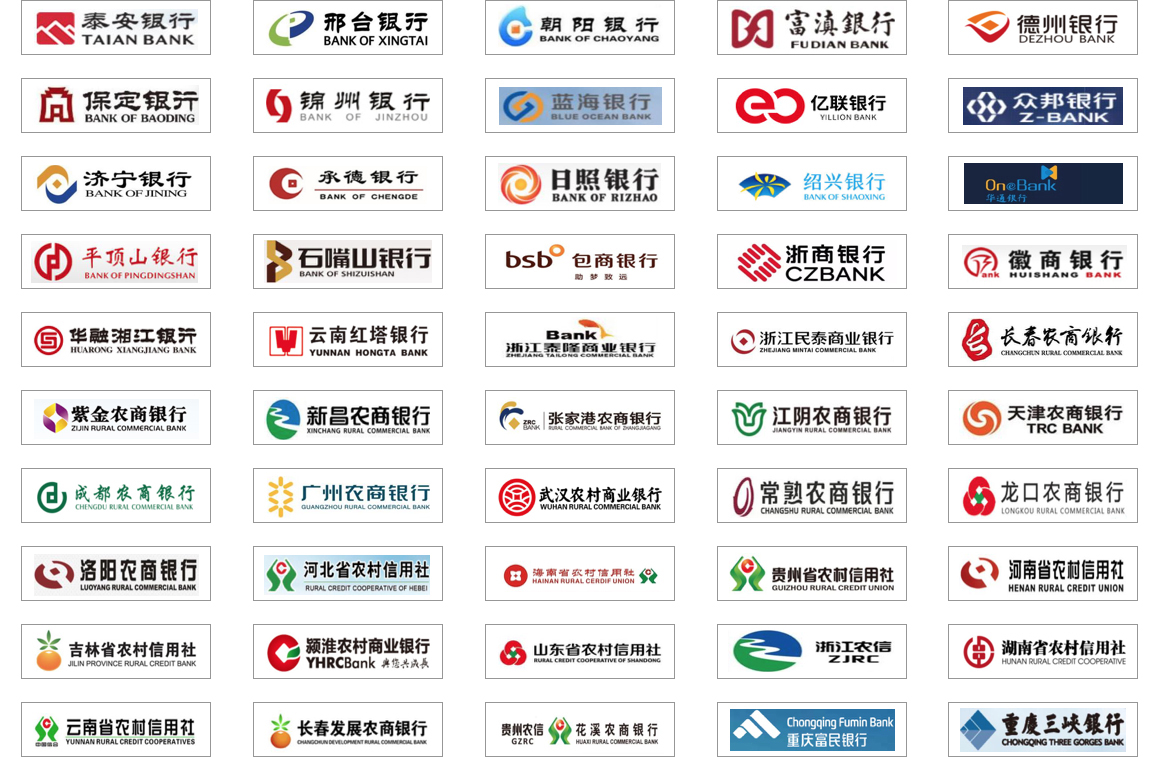 泰安银行
TAIAN BANK
邢台银行
BANK OF XINGTAI
朝阳银行
BANK OF CHAOYANG
富滇銀行
FUDIAN BANK
德州银行
DEZHOU BANK
保定银行
BANK OF BAODING
锦州银行
BANK OF JINZHOU
蓝海银行
BLUE OCEAN BANK
亿联银行
YILLION BANK
众邦银行
Z-BANK
济宁银行
BANK OF JINING
承德银行
BANK OF CHENGDE
日照银行
BANK OF RIZHAO
绍兴银行
BANK OF SHAOXING
One Bank
华通银行
平顶山银行
BANK OF PINGDINGSHAN
石嘴山银行
BANK OF SHIZUISHAN
bsb 包商银行
助梦致远
浙商银行
CZBANK
ank
徽商银行
HUISHANG BANK
华融湘江银行
HUARONG XIANGJIANG BANK
云南红塔银行
YUNNAN HONGTA BANK
Bank
浙江泰隆商业银行
ZHEJIANG TAILONG COMMERCIAL BANK
浙江民泰商业银行
ZHEJIANG MINTAI COMMERCIAL BANK
长春农商银行
CHANGCHUN RURAL COMMERCLAL BANK
紫金农商银行
ZIJIN RURAL COMMERCIAL BANK
新昌农商银行
XINCHANG RURAL COMMERCIAL BANK
ZRC
BANK
张家港农商银行
RURAL COMMERCIAL BANK OF ZHANGJIAGANG
江阴农商银行
JIANGYIN RURAL COMMERCIAL BANK
天津农商银行
TRC BANK
成都农商银行
CHENGDU RURAL COMMERCIAL BANK
广州农商银行
GUANGZHOU RURAL COMMERCIAL BANK
武汉农村商业银行
WUHAN RURAL COMMERCIAL BANK
常熟农商银行
CHANGSHU RURAL COMMERCIAL BANK
龙口农商银行
LONGKOU RURAL COMMERCIAL BANK
洛阳农商银行
LUOYANG RURAL COMMERCIAL BANK
河北省农村信用社
RURAL CREDIT COOPERATIVE OF HEBEI
海南省农村信用社
HAINAN RURAL CERDIF UNION
贵州省农村信用社
GUIZHOU RURAL CREDIT UNION
河南省农村信用社
HENAN RURAL CREDIT UNION
吉林省农村信用社
JILIN PROVINCE RURAL CREDIT BANK
颍淮农村商业银行
YHRCBank 與您共成長
山东省农村信用社
RURAL CREDIT COOPERATIVE OF SHANDONG
浙江农信
ZJRC
湖南省农村信用社
HUNAN RURAL CREDIT COOPERATIVE
中国信合
云南省农村信用社
YUNNAN RURAL CREDIT COOPERATIVES
长春发展农商银行
CHANGCHUN DEVELOPMENT RURAL COMMERCIAL BANK
贵州农信
GZRC
花溪农商银行
HUAXI RURAL COMMERCIAL BANK
Chongqing Fumin Bank
重庆富民银行
重慶三峡銀行
CHONGQING THREE GORGES BANK